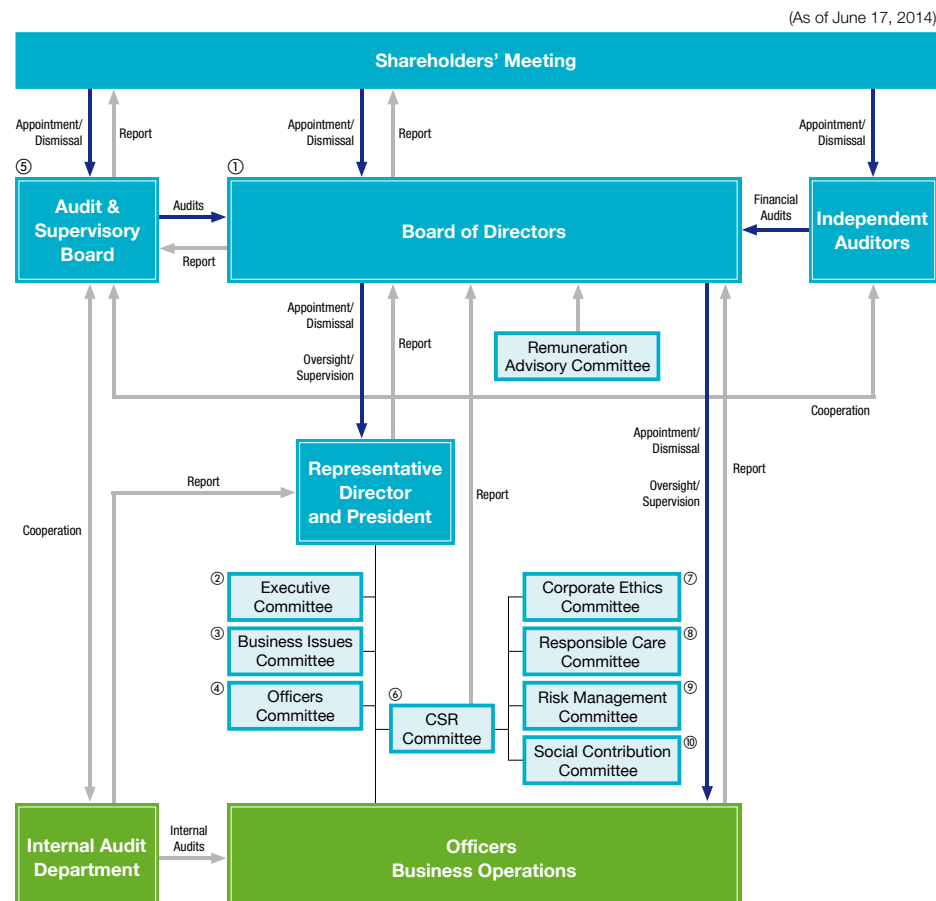 (As of June 17, 2014)
Shareholders’ Meeting
Appointment/
Dismissal
Report
Appointment/
Dismissal
Report
Appointment/
Dismissal
⑤
Audit &
Supervisory
Board
Audits
Report
①
Board of Directors
Financial
Audits
Independent
Auditors
Appointment/
Dismissal
Oversight/
Supervision
Report
Remuneration
Advisory Committee
Cooperation
Appointment/
Dismissal
Oversight/
Supervision
Report
Representative
Director
and President
Report
Report
Cooperation
②
Executive
Committee
③
Business Issues
Committee
④
Officers
Committee
⑥
CSR
Committee
Corporate Ethics
Committee
⑦
Responsible Care
Committee
⑧
Risk Management
Committee
⑨
Social Contribution
Committee
⑩
Internal Audit
Department
Internal
Audits
Officers
Business Operations